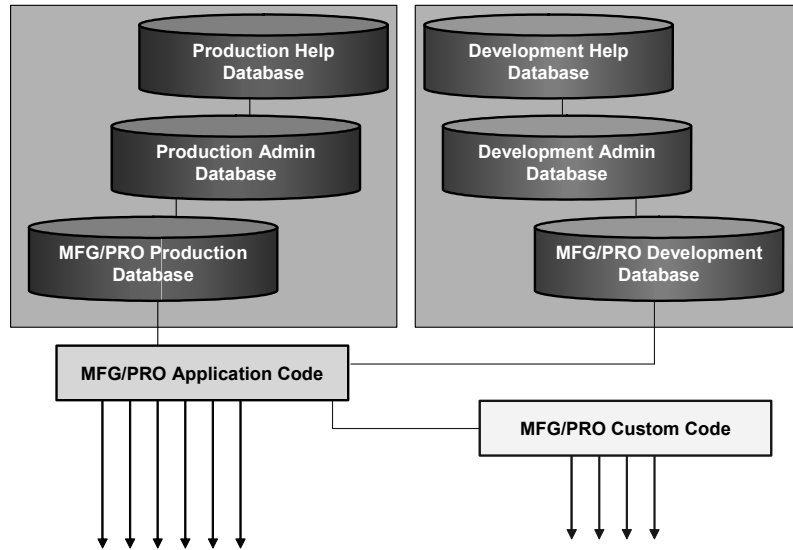 Production Help
Database
Production Admin
Database
MFG/PRO Production
Database
Development Help
Database
Development Admin
Database
MFG/PRO Development
Database
MFG/PRO Application Code
MFG/PRO Custom Code